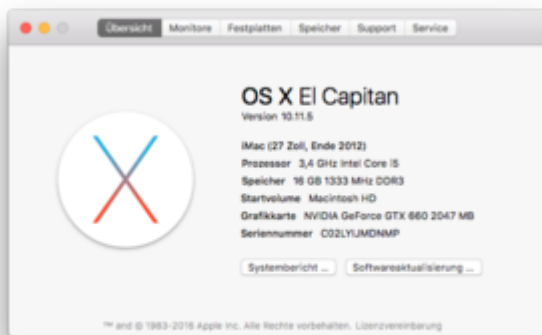 Übersicht Monitore Festplatten Speicher Support Service
OS X El Capitan
Version 10.11.5
iMac (27 Zoll, Ende 2012)
Prozessor 3,4 GHz Intel Core i5
Speicher 16 GB 1333 MHz DDR3
Startvolume Macintosh HD
Grafikkarte NVIDIA GeForce GTX 660 2047 MB
Seriennummer
Systembericht ... Softwareaktualisierung ...
™ and © 1983-2016 Apple Inc. Alle Rechte vorbehalten. Lizenzvereinbarung